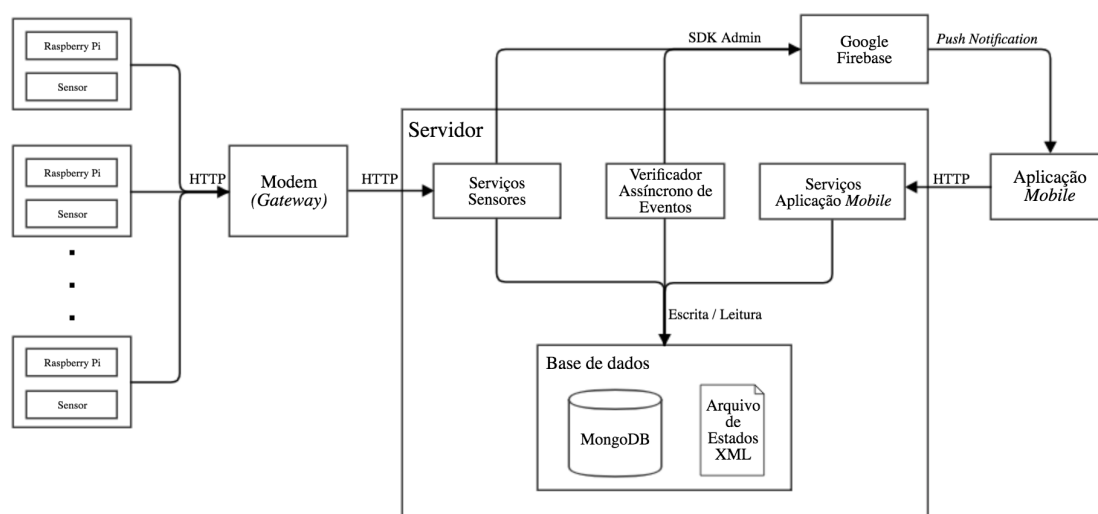 Raspberry Pi
Sensor
Raspberry Pi
Sensor
Raspberry Pi
Sensor
HTTP
Modem
(Gateway)
HTTP
Servidor
Serviços
Sensores
Verificador
Assíncrono de
Eventos
Serviços
Aplicação Mobile
SDK Admin
Google
Firebase
Push Notification
HTTP
Aplicação
Mobile
Escrita / Leitura
Base de dados
MongoDB
Arquivo
de
Estados
XML